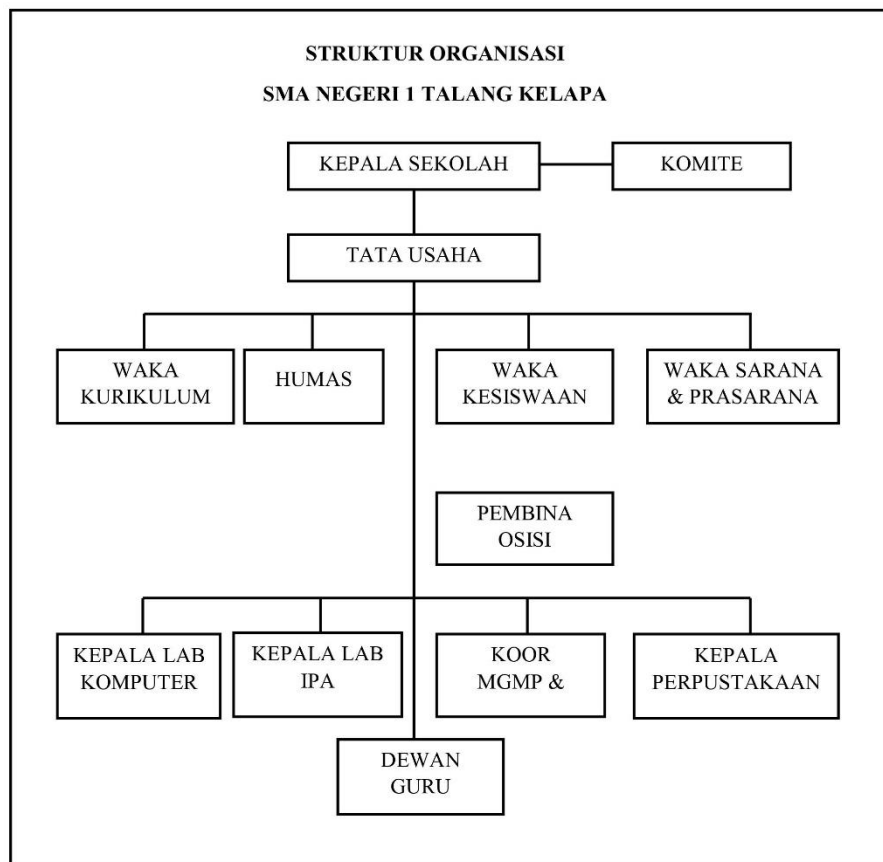 STRUKTUR ORGANISASI
SMA NEGERI 1 TALANG KELAPA
KEPALA SEKOLAH
KOMITE
TATA USAHA
WAKA
KURIKULUM
HUMAS
WAKA
KESISWAAN
WAKA SARANA
& PRASARANA
PEMBINA
OSISI
KEPALA LAB
KOMPUTER
KEPALA LAB
IPA
KOOR
MGMP &
KEPALA
PERPUSTAKAAN
DEWAN
GURU